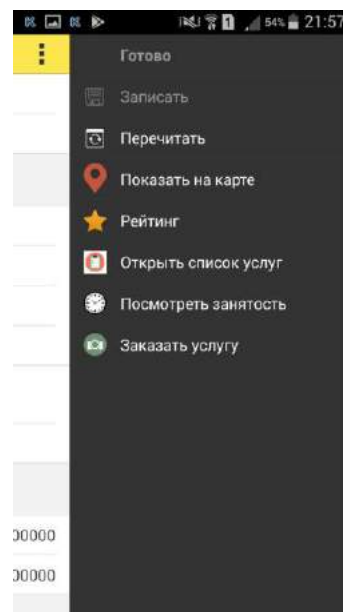 1 54% 21:57
Готово
Записать
Перечитать
Показать на карте
Рейтинг
Открыть список услуг
Посмотреть занятость
Заказать услугу
00000
00000